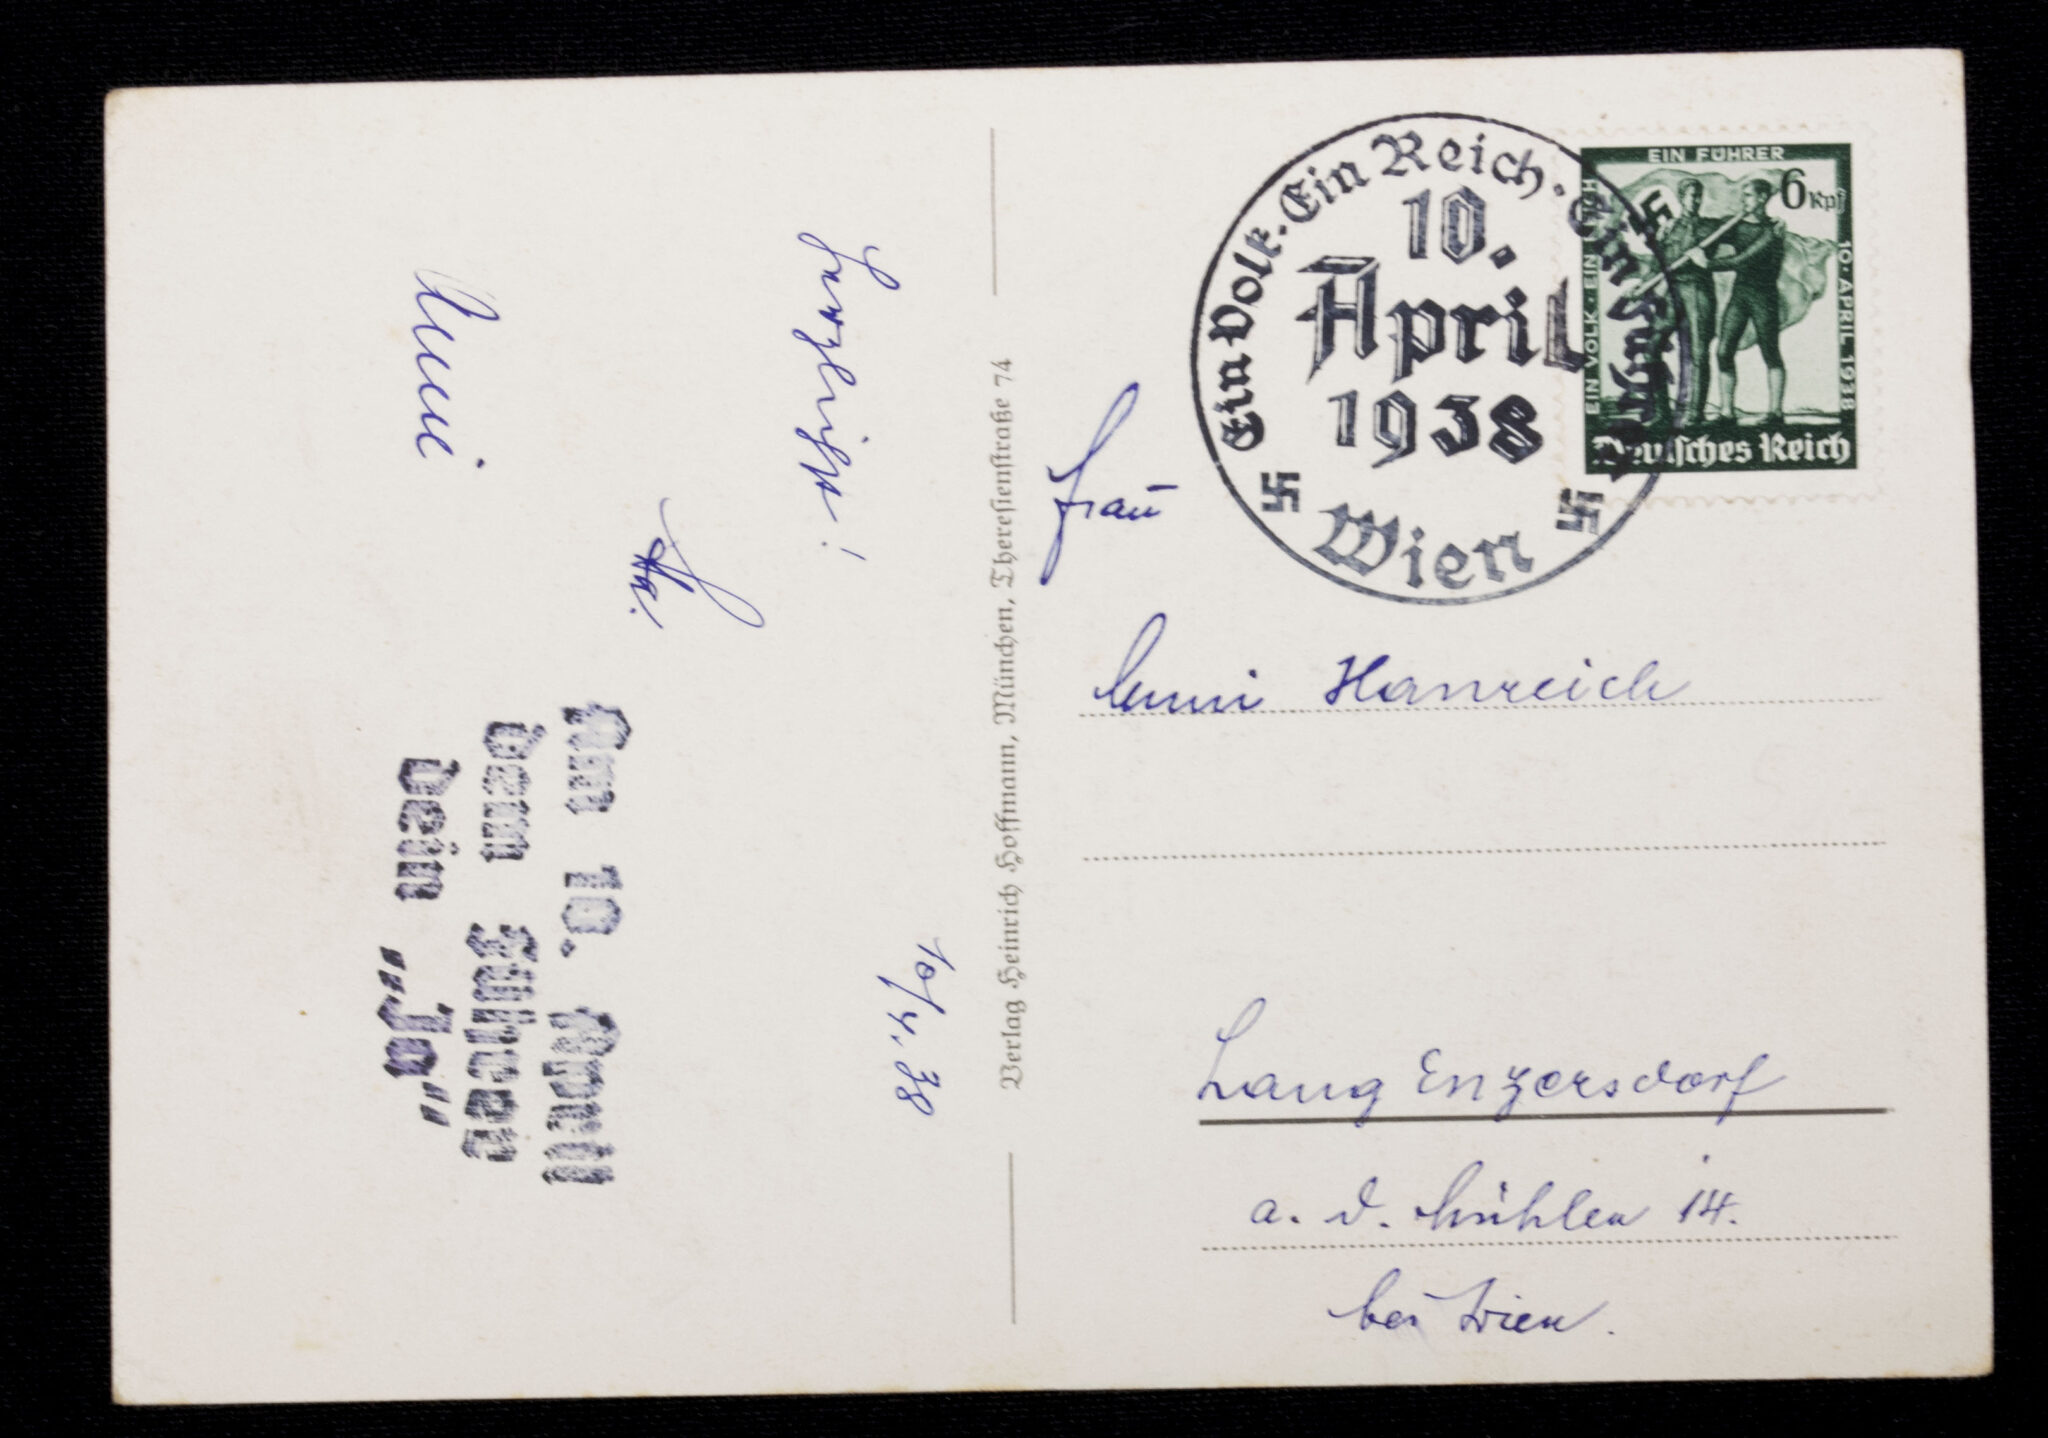 10/4.38
Herzlichst!
Am 10. April
dem Führer
dein „Ja“
Verlag Heinrich Hoffmann, München, Theresienstraße 74
Ein Volk. Ein Reich. Ein Führer
10.
April
1938
Wien
EIN FÜHRER
EIN VOLK · EIN REICH
10. APRIL 1938
6 Rpf
Deutsches Reich
Frau
Hanreich
Lang Enzersdorf
a. d. Mühlen 14.
bei Wien.